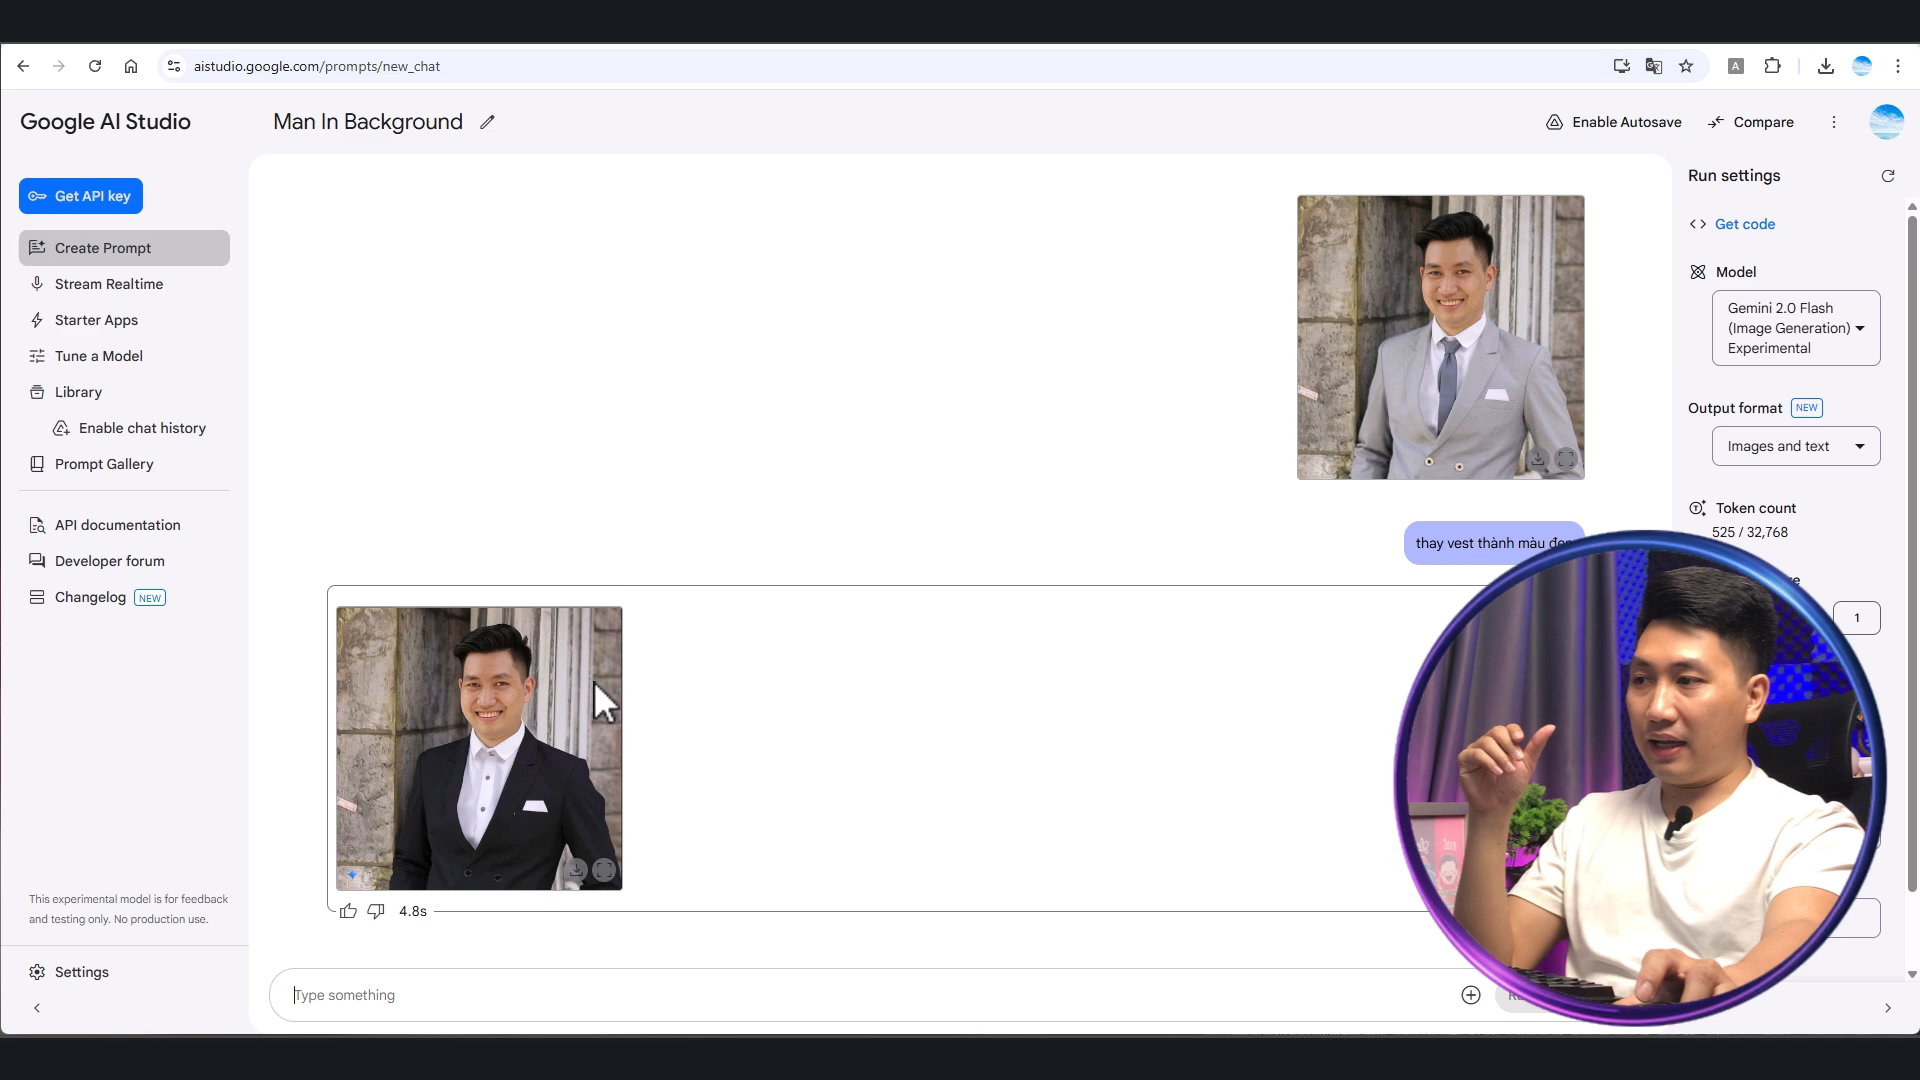 aistudio.google.com/prompts/new_chat
A
Google AI Studio
Man In Background
Enable Autosave
Compare
Get API key
Create Prompt
Stream Realtime
Starter Apps
Tune a Model
Library
Enable chat history
Prompt Gallery
API documentation
Developer forum
Changelog NEW
This experimental model is for feedback
and testing only. No production use.
Settings
thay vest thành màu
4.8s
Type something
Run settings
Get code
Model
Gemini 2.0 Flash
(Image Generation)
Experimental
Output format NEW
Images and text
Token count
525 / 32,768
1